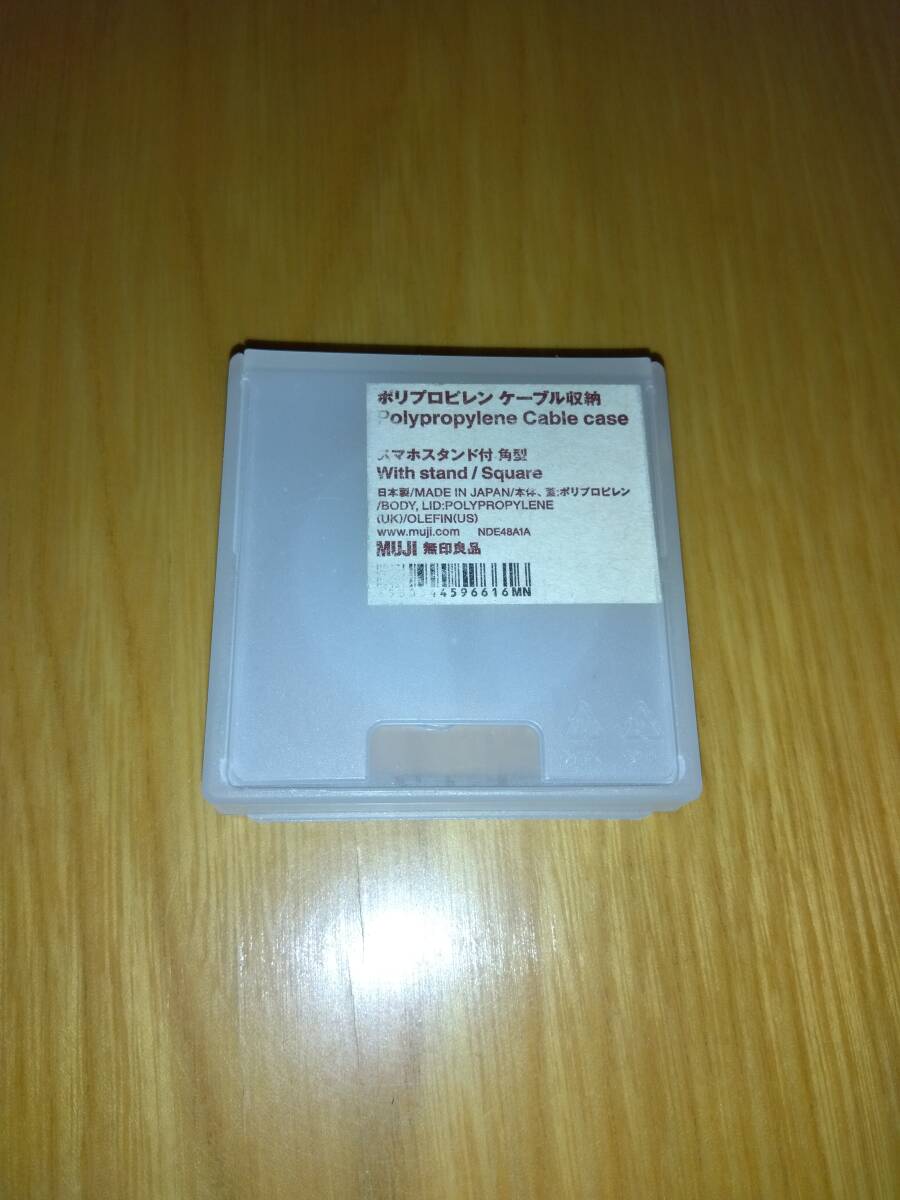 ポリプロピレン ケーブル収納
Polypropylene Cable case
スマホスタンド付 角型
With stand / Square
日本製/MADE IN JAPAN/本体、蓋:ポリプロピレン
/BODY, LID:POLYPROPYLENE
(UK)/OLEFIN(US)
www.muji.com NDE48A1A
MUJI 無印良品
4596616MN